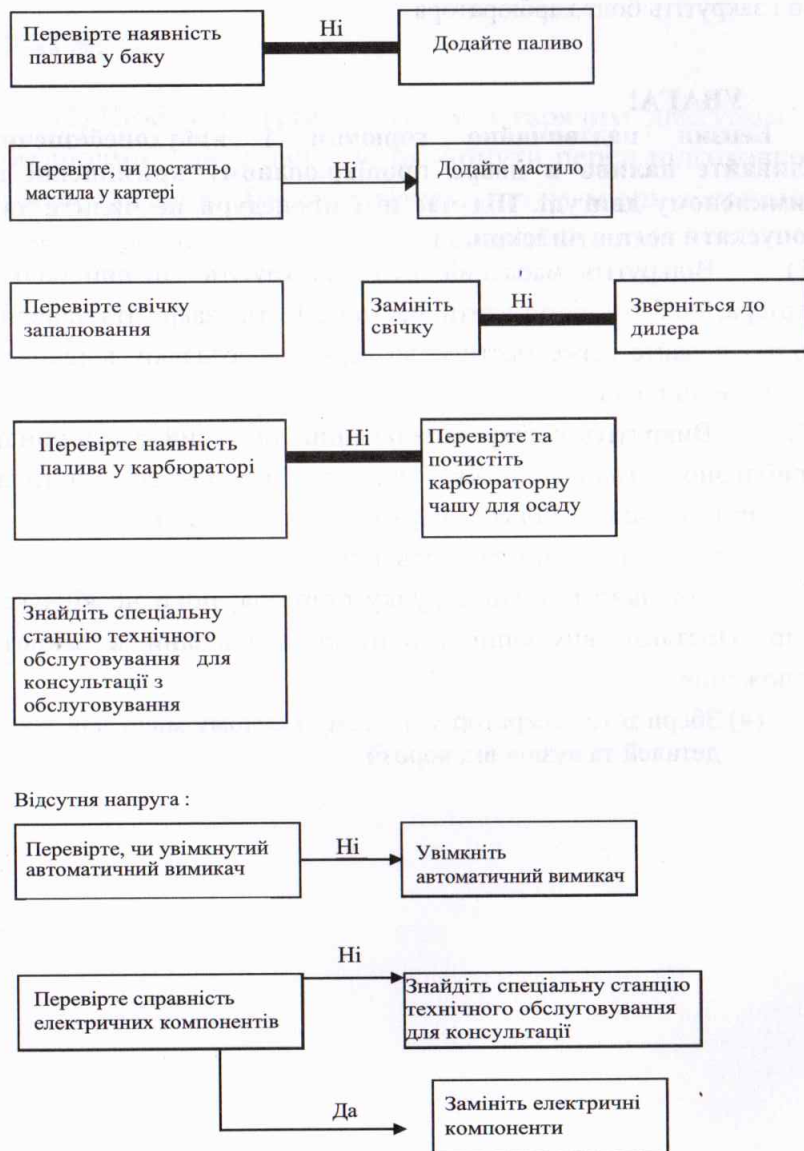 Перевірте наявність
палива у баку
Ні
Додайте паливо
УВАГА!
Перевірте, чи достатньо
мастила у картері
Ні
Додайте мастило
Перевірте свічку
запалювання
Замініть
свічку
Ні
Зверніться до
дилера
Перевірте наявність
палива у карбюраторі
Ні
Перевірте та
почистіть
карбюраторну
чашу для осаду
Знайдіть спеціальну
станцію технічного
обслуговування для
консультації з
обслуговування
Відсутня напруга :
Перевірте, чи увімкнутий
автоматичний вимикач
Ні
Увімкніть
автоматичний вимикач
Перевірте справність
електричних компонентів
Ні
Знайдіть спеціальну станцію
технічного обслуговування
для консультації
Да
Замініть електричні
компоненти